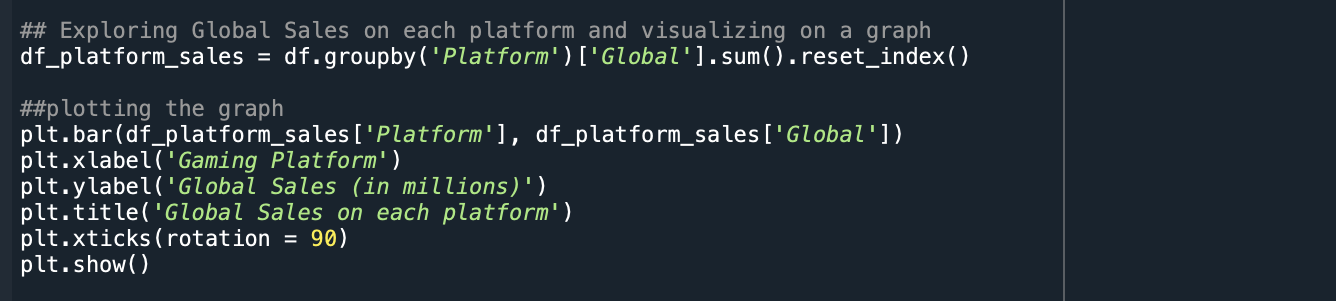 ## Exploring Global Sales on each platform and visualizing on a graph
df_platform_sales = df.groupby('Platform')['Global'].sum().reset_index()
##plotting the graph
plt.bar(df_platform_sales['Platform'], df_platform_sales['Global'])
plt.xlabel('Gaming Platform')
plt.ylabel('Global Sales (in millions)')
plt.title('Global Sales on each platform')
plt.xticks(rotation = 90)
plt.show()